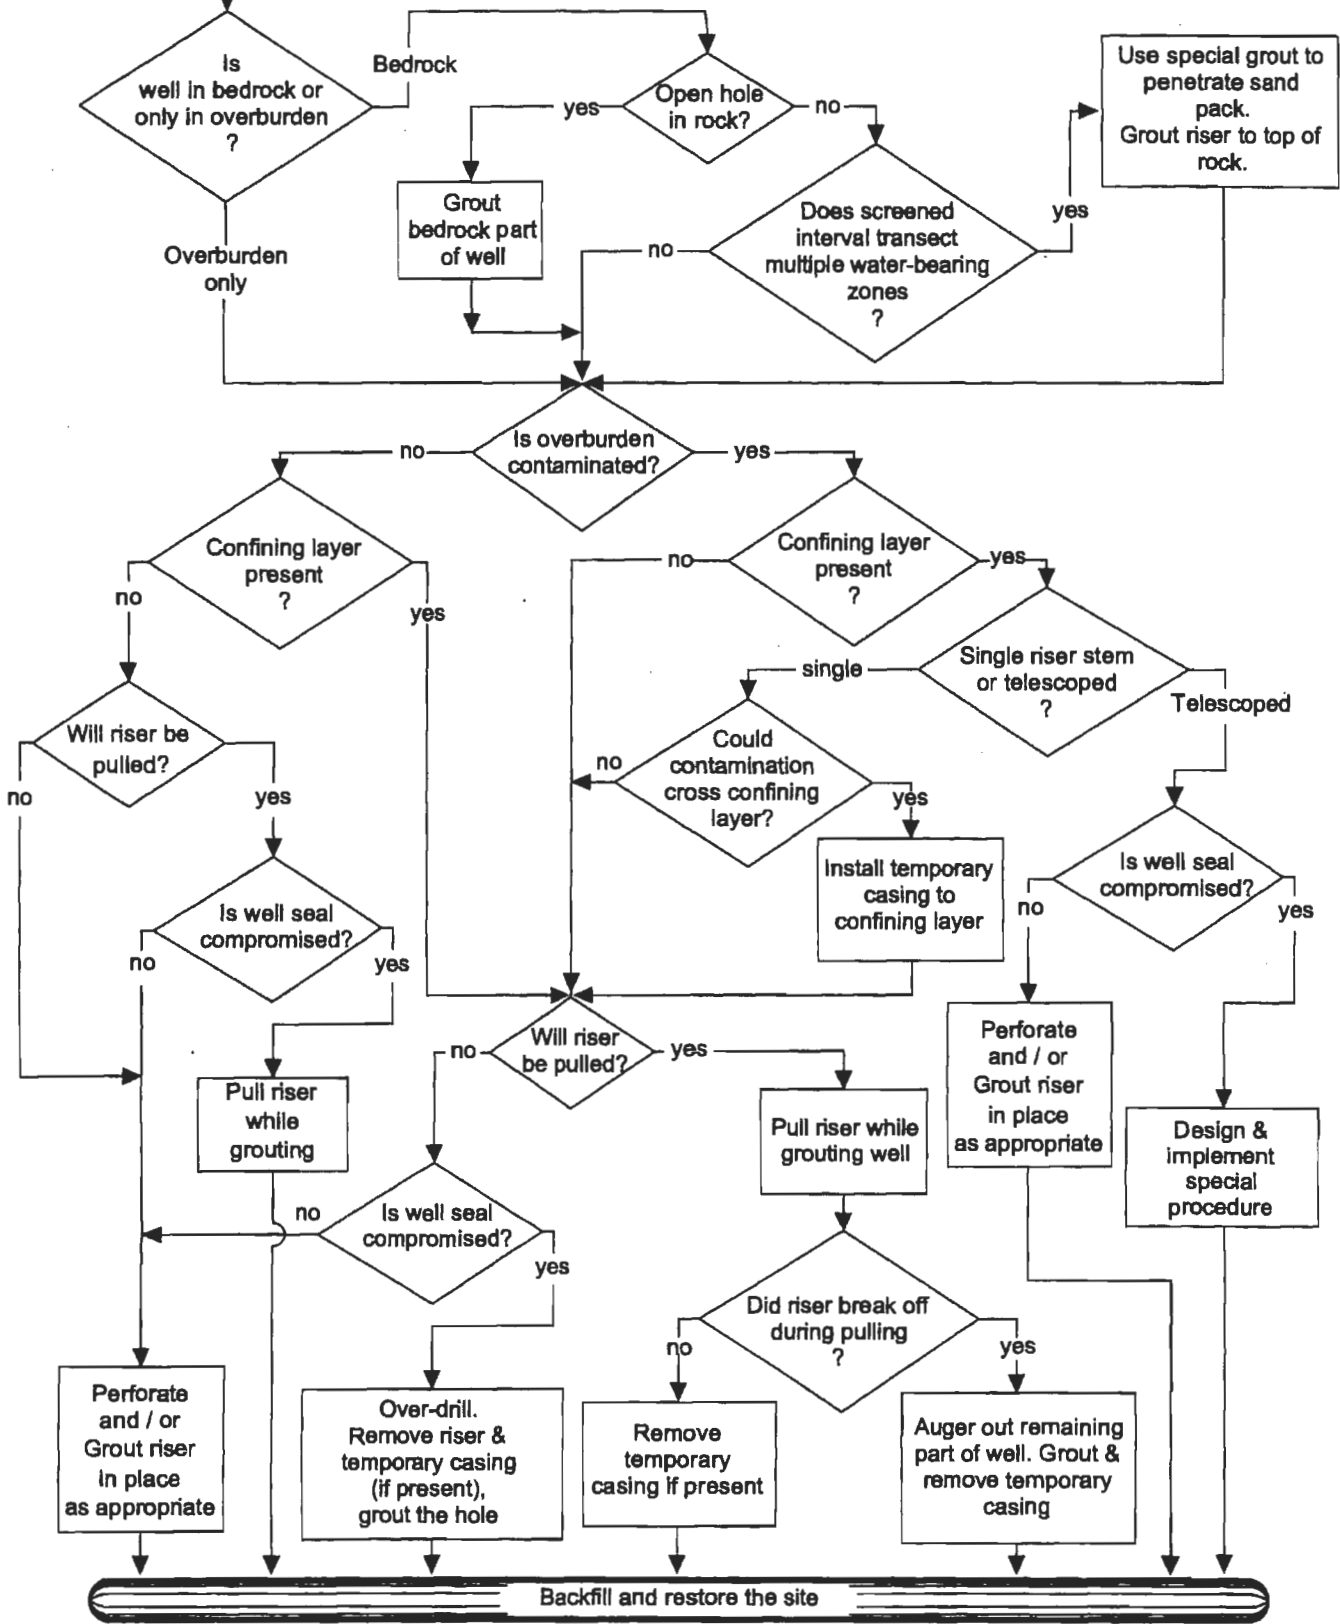 Is
well in bedrock or
only in overburden
?
Bedrock
Overburden
only
Open hole
in rock?
yes
no
Grout
bedrock part
of well
Does screened
interval transect
multiple water-bearing
zones
?
no
yes
Use special grout to
penetrate sand
pack.
Grout riser to top of
rock.
Is overburden
contaminated?
no
yes
Confining layer
present
?
no
yes
Confining layer
present
?
no
yes
Single riser stem
or telescoped
?
single
Telescoped
Will riser be
pulled?
no
yes
Could
contamination
cross confining
layer?
no
yes
Install temporary
casing to
confining layer
Is well seal
compromised?
no
yes
Is well seal
compromised?
no
yes
Pull riser
while
grouting
Will riser
be pulled?
no
yes
Perforate
and / or
Grout riser
in place
as appropriate
Design &
implement
special
procedure
Pull riser while
grouting well
Is well seal
compromised?
no
yes
Did riser break off
during pulling
?
no
yes
Perforate
and / or
Grout riser
in place
as appropriate
Over-drill.
Remove riser &
temporary casing
(if present),
grout the hole
Remove
temporary
casing if present
Auger out remaining
part of well. Grout &
remove temporary
casing
Backfill and restore the site